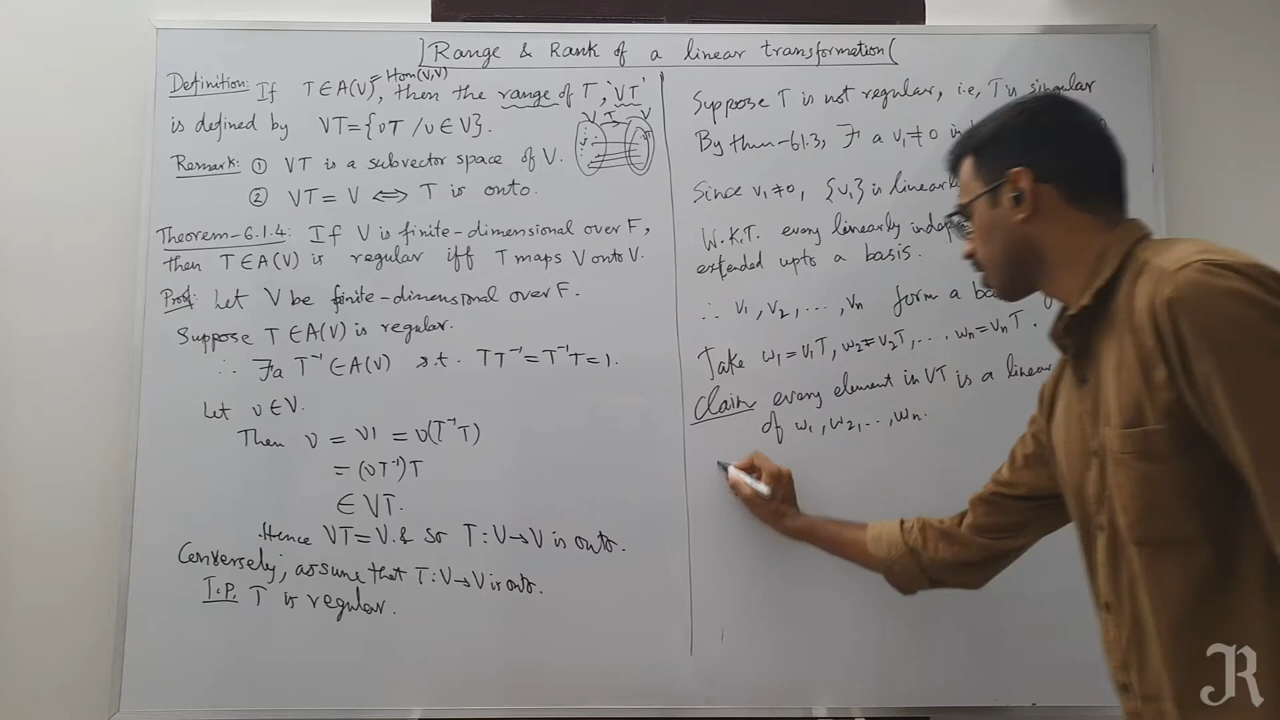 Range & Rank of a linear transformation
Definition: If T∈A(V) = Hom(V,V), then the range of T, 'VT'
is defined by VT={vT / v∈V}.
V T V
Remark: ① VT is a subvector space of V.
② VT = V ⟺ T is onto.
Theorem-6.1.4: If V is finite-dimensional over F,
then T∈A(V) is regular iff T maps V onto V.
Proof: Let V be finite-dimensional over F.
Suppose T∈A(V) is regular.
∴ ∃ a T⁻¹∈A(V) s.t. TT⁻¹=T⁻¹T=1.
Let v∈V.
Then v = v1 = v(T⁻¹T)
= (vT⁻¹)T
∈ VT.
Hence VT=V. & so T:V→V is onto.
Conversely, assume that T:V→V is onto.
T.P. T is regular.
Suppose T is not regular, i.e, T is singular
By thm-6.1.3, ∃ a v₁≠0 in
Since v₁≠0, {v₁} is
W.K.T. every linearly
extended upto a basis.
∴ v₁, v₂, ..., vₙ form a
Take w₁=v₁T, w₂=v₂T, ... wₙ=vₙT.
Claim every element in VT is a linear
of w₁, w₂, ..., wₙ.
JR